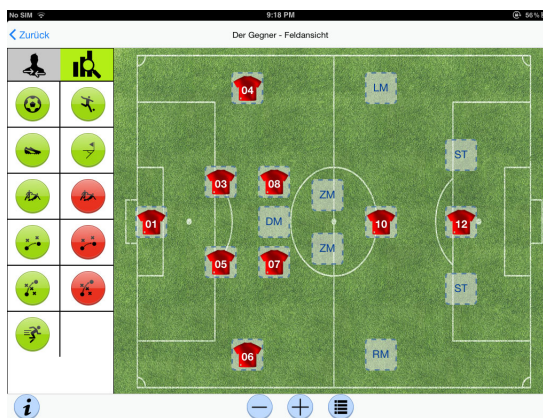 No SIM 9:18 PM 56%
Zurück Der Gegner - Feldansicht
04 LM
ST
03 08
ZM
01 DM 10 12
ZM
05 07
ST
06 RM
i